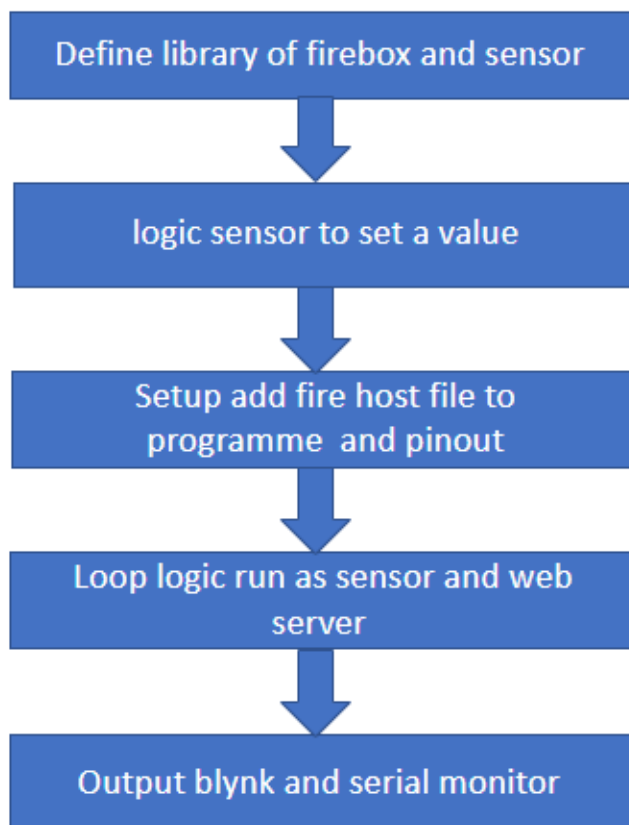 Define library of firebox and sensor
logic sensor to set a value
Setup add fire host file to
programme and pinout
Loop logic run as sensor and web
server
Output blynk and serial monitor